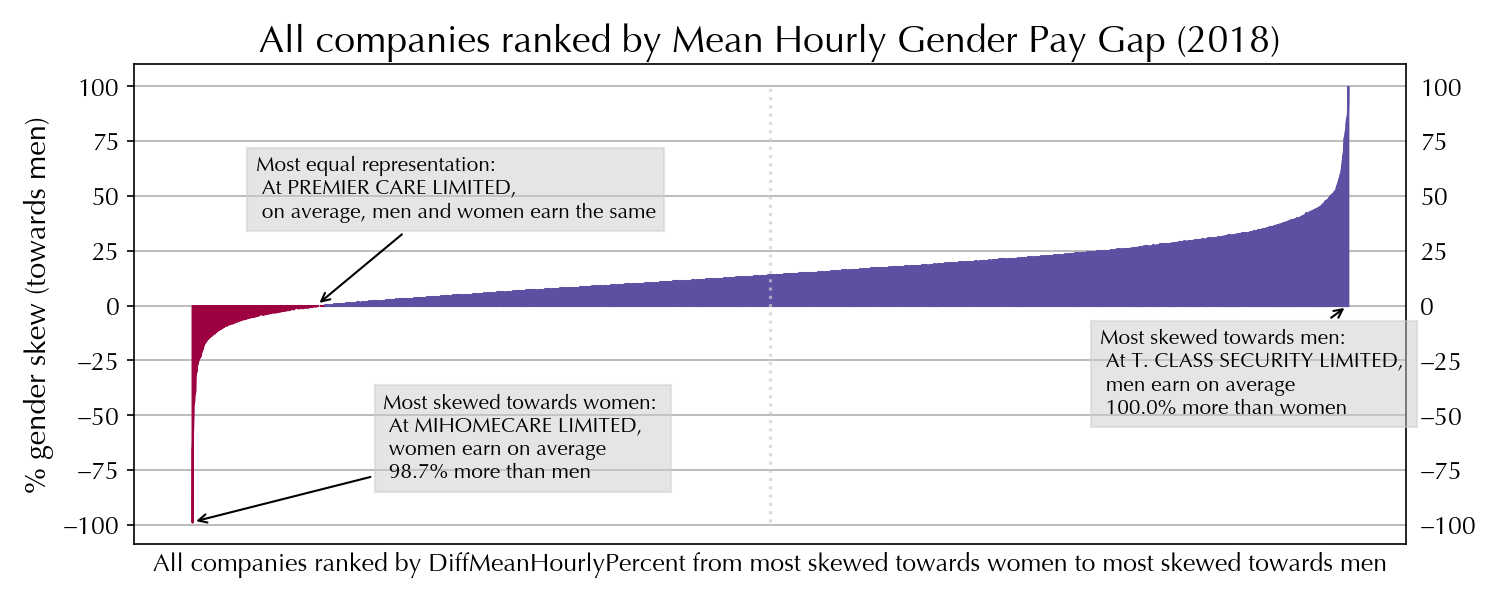 All companies ranked by Mean Hourly Gender Pay Gap (2018)
% gender skew (towards men)
100
75
50
25
0
−25
−50
−75
−100
Most equal representation:
At PREMIER CARE LIMITED,
on average, men and women earn the same
Most skewed towards women:
At MIHOMECARE LIMITED,
women earn on average
98.7% more than men
Most skewed towards men:
At T. CLASS SECURITY LIMITED,
men earn on average
100.0% more than women
100
75
50
25
0
−25
−50
−75
−100
All companies ranked by DiffMeanHourlyPercent from most skewed towards women to most skewed towards men